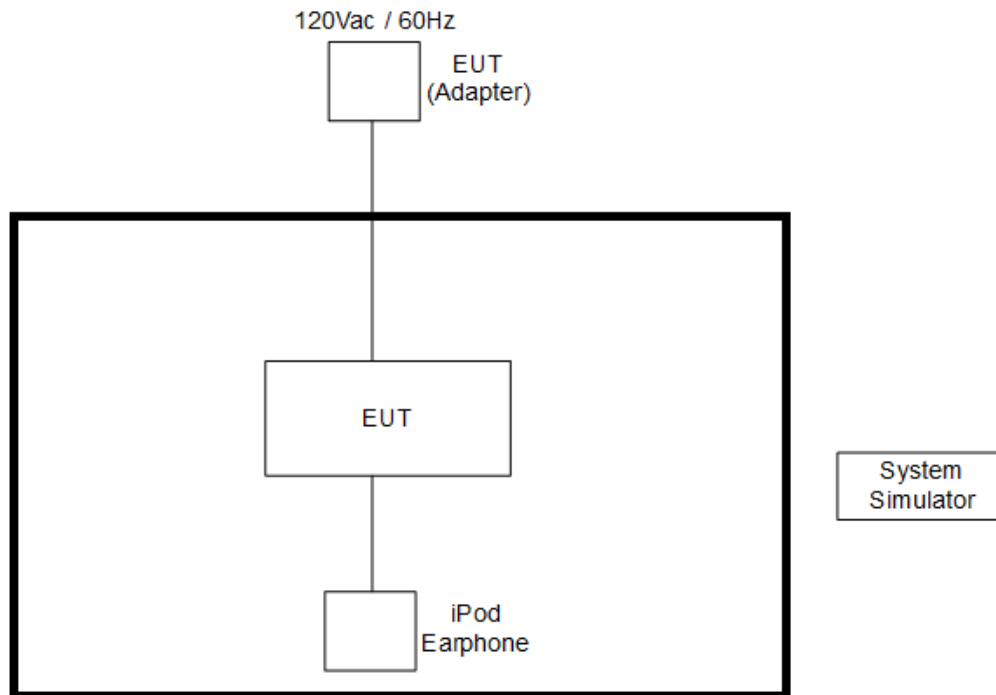 120Vac / 60Hz
EUT
(Adapter)
EUT
System
Simulator
iPod
Earphone